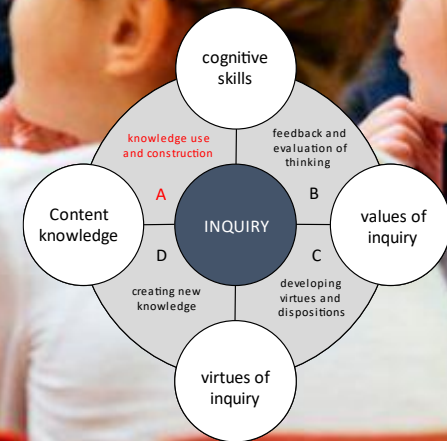 cognitive
skills
knowledge use
and construction
feedback and
evaluation of
thinking
A
B
Content
knowledge
INQUIRY
values of
inquiry
D
C
creating new
knowledge
developing
virtues and
dispositions
virtues of
inquiry